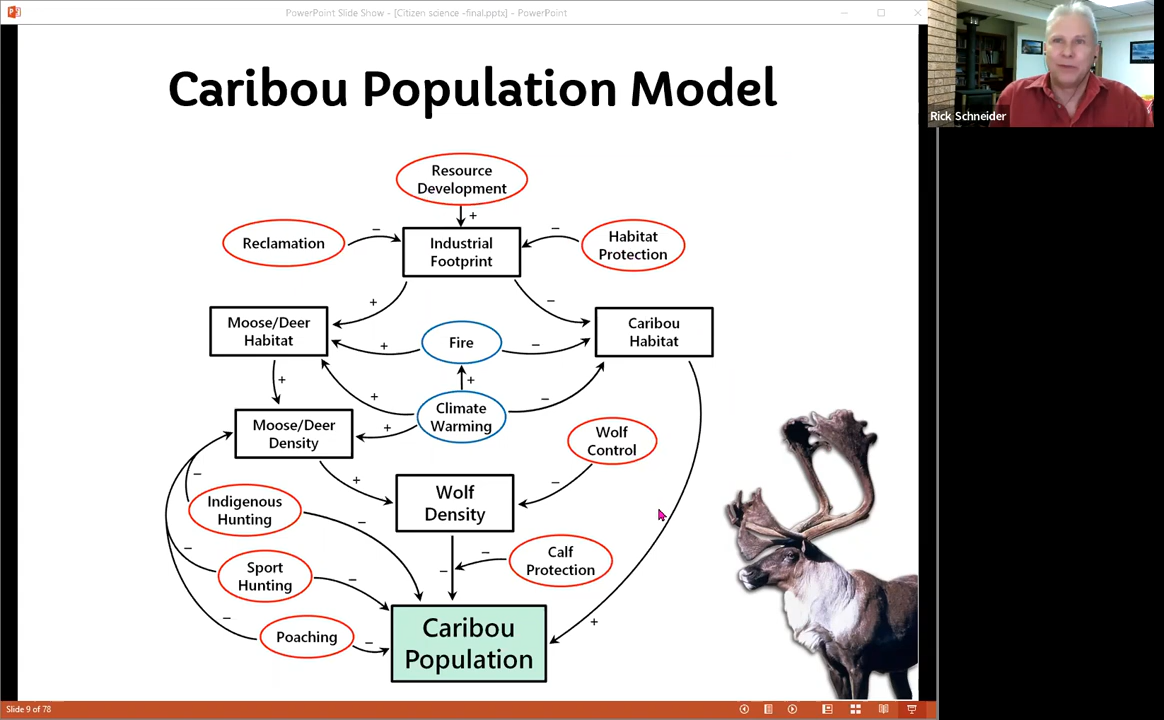 PowerPoint Slide Show - [Citizen science -final.pptx] - PowerPoint
Rick Schneider
Caribou Population Model
Resource
Development
+
Reclamation
–
Industrial
Footprint
–
Habitat
Protection
+
–
Moose/Deer
Habitat
Fire
Caribou
Habitat
+
–
+
+
+
–
Climate
Warming
+
Moose/Deer
Density
Wolf
Control
–
+
Wolf
Density
–
Indigenous
Hunting
–
–
Calf
Protection
–
–
Sport
Hunting
–
–
+
Caribou
Population
–
Poaching
–
Slide 9 of 78